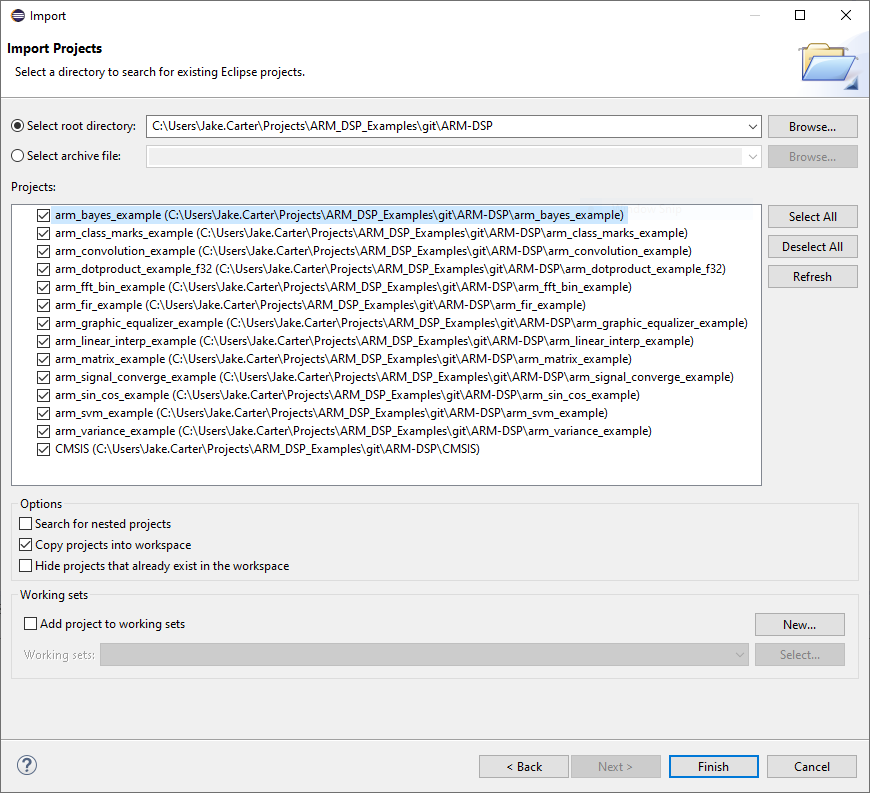 Import
Import Projects
Select a directory to search for existing Eclipse projects.
Select root directory: C:\Users\Jake.Carter\Projects\ARM_DSP_Examples\git\ARM-DSP Browse...
Select archive file: Browse...
Projects:
arm_bayes_example (C:\Users\Jake.Carter\Projects\ARM_DSP_Examples\git\ARM-DSP\arm_bayes_example) Select All
arm_class_marks_example (C:\Users\Jake.Carter\Projects\ARM_DSP_Examples\git\ARM-DSP\arm_class_marks_example)
arm_convolution_example (C:\Users\Jake.Carter\Projects\ARM_DSP_Examples\git\ARM-DSP\arm_convolution_example) Deselect All
arm_dotproduct_example_f32 (C:\Users\Jake.Carter\Projects\ARM_DSP_Examples\git\ARM-DSP\arm_dotproduct_example_f32) Refresh
arm_fft_bin_example (C:\Users\Jake.Carter\Projects\ARM_DSP_Examples\git\ARM-DSP\arm_fft_bin_example)
arm_fir_example (C:\Users\Jake.Carter\Projects\ARM_DSP_Examples\git\ARM-DSP\arm_fir_example)
arm_graphic_equalizer_example (C:\Users\Jake.Carter\Projects\ARM_DSP_Examples\git\ARM-DSP\arm_graphic_equalizer_example)
arm_linear_interp_example (C:\Users\Jake.Carter\Projects\ARM_DSP_Examples\git\ARM-DSP\arm_linear_interp_example)
arm_matrix_example (C:\Users\Jake.Carter\Projects\ARM_DSP_Examples\git\ARM-DSP\arm_matrix_example)
arm_signal_converge_example (C:\Users\Jake.Carter\Projects\ARM_DSP_Examples\git\ARM-DSP\arm_signal_converge_example)
arm_sin_cos_example (C:\Users\Jake.Carter\Projects\ARM_DSP_Examples\git\ARM-DSP\arm_sin_cos_example)
arm_svm_example (C:\Users\Jake.Carter\Projects\ARM_DSP_Examples\git\ARM-DSP\arm_svm_example)
arm_variance_example (C:\Users\Jake.Carter\Projects\ARM_DSP_Examples\git\ARM-DSP\arm_variance_example)
CMSIS (C:\Users\Jake.Carter\Projects\ARM_DSP_Examples\git\ARM-DSP\CMSIS)
Options
Search for nested projects
Copy projects into workspace
Hide projects that already exist in the workspace
Working sets
Add project to working sets New...
Working sets: Select...
? < Back Next > Finish Cancel